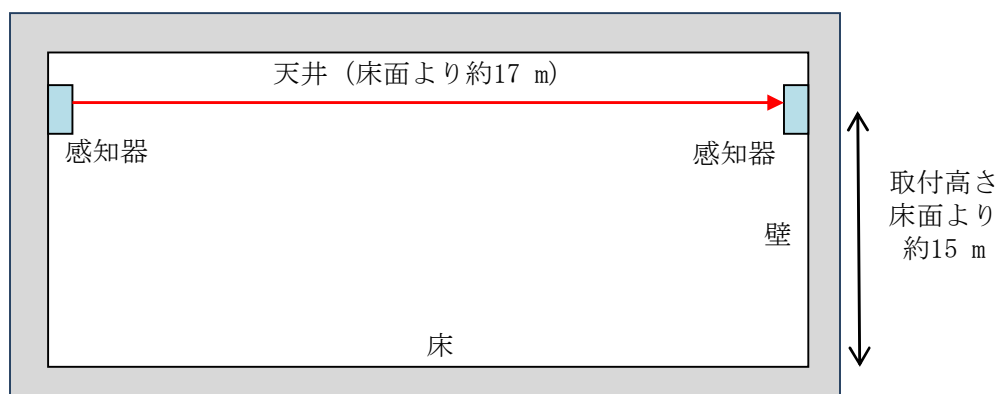 天井（床面より約17 m）
感知器
感知器
取付高さ
床面より
約15 m
壁
床